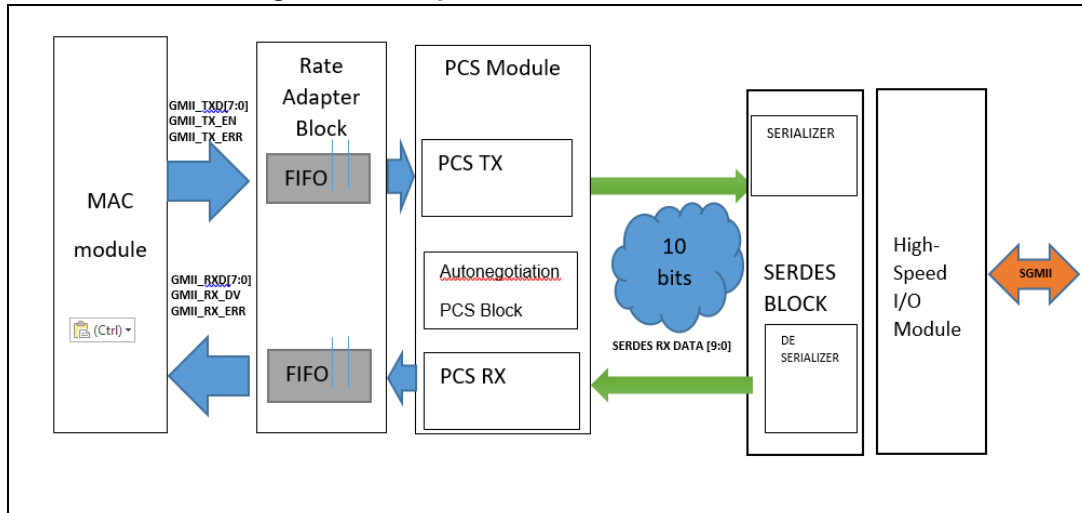 MAC
module
GMII_TXD[7:0]
GMII_TX_EN
GMII_TX_ERR
GMII_RXD[7:0]
GMII_RX_DV
GMII_RX_ERR
(Ctrl)
Rate
Adapter
Block
FIFO
FIFO
PCS Module
PCS TX
Autonegotiation
PCS Block
PCS RX
10
bits
SERDES RX DATA [9:0]
SERIALIZER
SERDES
BLOCK
DE
SERIALIZER
High-
Speed
I/O
Module
SGMII